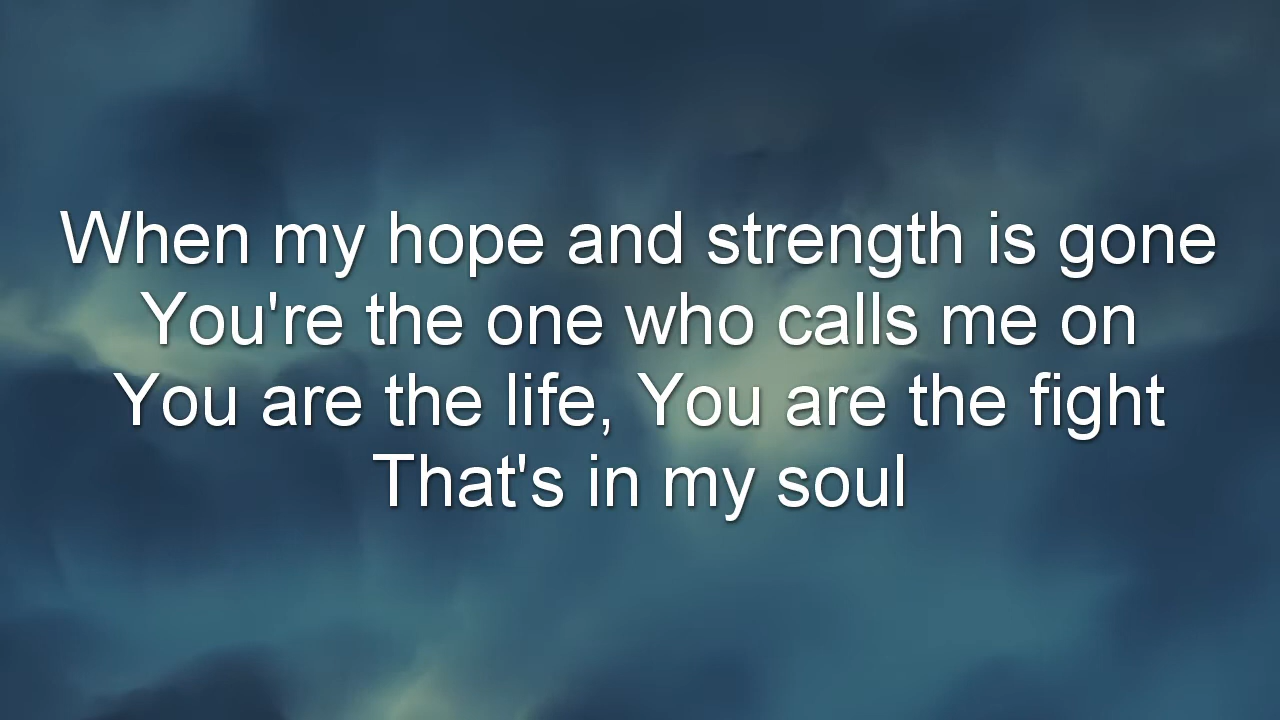 When my hope and strength is gone
You're the one who calls me on
You are the life, You are the fight
That's in my soul